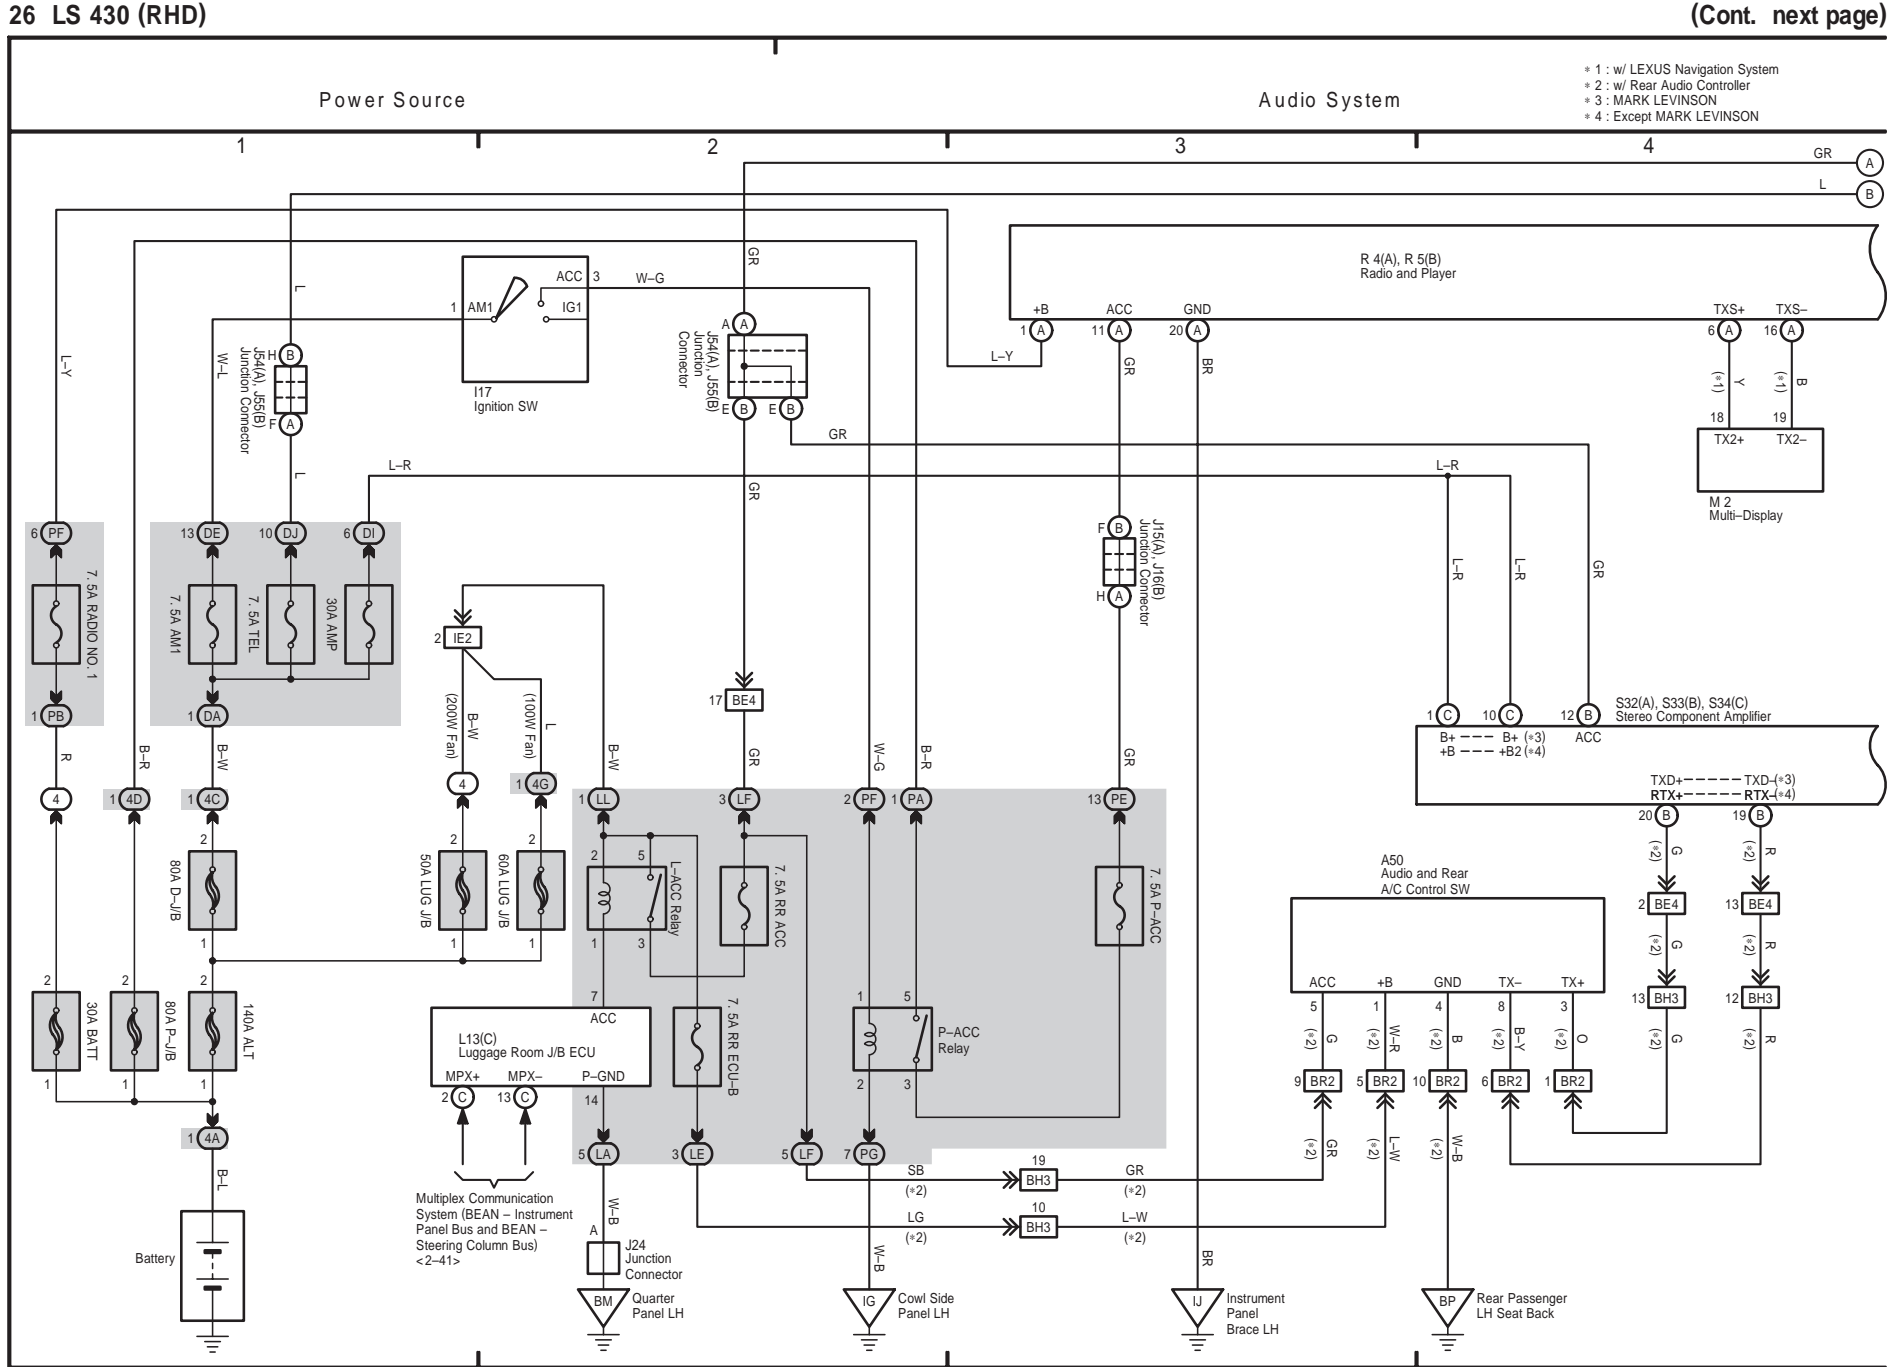 26 LS 430 (RHD)
(Cont. next page)
Power Source
Audio System
∗ 1 : w/ LEXUS Navigation System
∗ 2 : w/ Rear Audio Controller
∗ 3 : MARK LEVINSON
∗ 4 : Except MARK LEVINSON
1
2
3
4
GR
A
L
B
R 4(A), R 5(B)
Radio and Player
+B
ACC
GND
TXS+
TXS–
1 A
11 A
20 A
6 A
16 A
ACC 3
W–G
1 AM1
IG1
I17
Ignition SW
L–Y
W–L
L
H B
J54(A), J55(B)
Junction Connector
F A
L
GR
A A
J54(A), J55(B)
Junction
Connector
E B
E B
GR
L–Y
GR
BR
Y
(∗1)
B
(∗1)
18
19
TX2+
TX2–
M 2
Multi–Display
L–R
L–R
GR
L–R
L–R
GR
6 PF
13 DE
10 DJ
6 DI
7. 5A RADIO NO. 1
7. 5A AM1
7. 5A TEL
30A AMP
1 PB
1 DA
2 IE2
B–W
(200W Fan)
L
(100W Fan)
B–W
17 BE4
GR
W–G
B–R
F B
J15(A), J16(B)
Junction Connector
H A
GR
R
B–R
B–W
4
1 4D
1 4C
4
1 4G
1 LL
3 LF
2 PF
1 PA
13 PE
1 C
10 C
12 B
S32(A), S33(B), S34(C)
Stereo Component Amplifier
B+ ––– B+ (∗3)
+B ––– +B2 (∗4)
ACC
TXD+ ––––– TXD–(∗3)
RTX+ ––––– RTX–(∗4)
20 B
19 B
2
80A D–J/B
1
2
50A LUG J/B
1
2
60A LUG J/B
1
2
5
L–ACC Relay
1
3
7. 5A RR ACC
7. 5A P–ACC
A50
Audio and Rear
A/C Control SW
G
(∗2)
R
(∗2)
2 BE4
13 BE4
G
(∗2)
R
(∗2)
13 BH3
12 BH3
G
(∗2)
R
(∗2)
ACC
+B
GND
TX–
TX+
5
1
4
8
3
G
(∗2)
W–R
(∗2)
B
(∗2)
B–Y
(∗2)
O
(∗2)
9 BR2
5 BR2
10 BR2
6 BR2
1 BR2
2
30A BATT
1
2
80A P–J/B
1
2
140A ALT
1
7
ACC
L13(C)
Luggage Room J/B ECU
MPX+
MPX–
P–GND
2 C
13 C
14
7. 5A RR ECU–B
1
5
P–ACC
Relay
2
3
1 4A
B–L
Battery
5 LA
3 LE
5 LF
7 PG
SB
(∗2)
19
BH3
GR
(∗2)
LG
(∗2)
10
BH3
L–W
(∗2)
GR
(∗2)
L–W
(∗2)
W–B
(∗2)
Multiplex Communication
System (BEAN – Instrument
Panel Bus and BEAN –
Steering Column Bus)
<2–41>
W–B
A
J24
Junction
Connector
W–B
BR
BM
Quarter
Panel LH
IG
Cowl Side
Panel LH
IJ
Instrument
Panel
Brace LH
BP
Rear Passenger
LH Seat Back